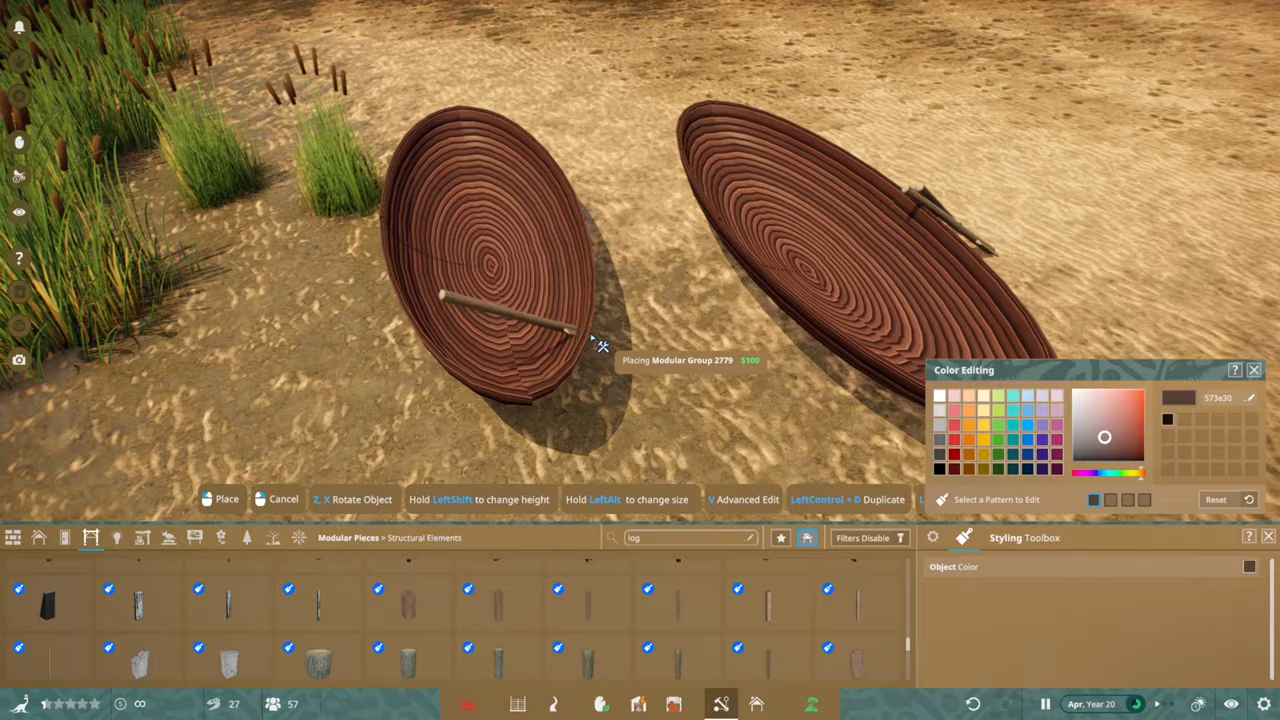 Placing Modular Group 2779 $100
Color Editing ?
573e30
Place Cancel Z, X Rotate Object Hold LeftShift to change height Hold LeftAlt to change size V Advanced Edit LeftControl + D Duplicate
Select a Pattern to Edit Reset
Modular Pieces > Structural Elements log Filters Disable Styling Toolbox ?
Object Color
?
27 57 Apr, Year 20